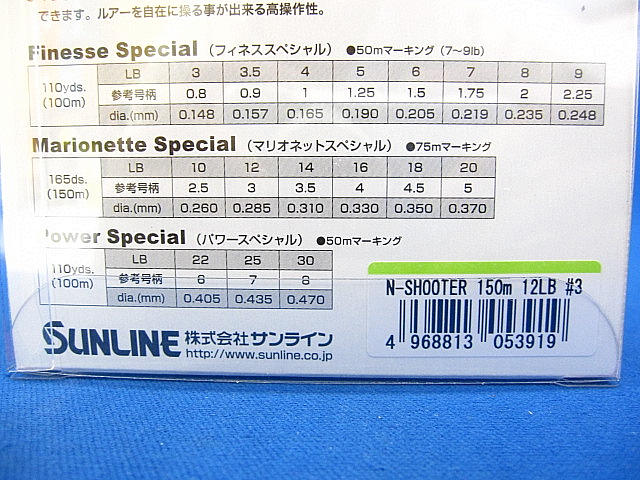 できます。ルアーを自在に操る事が出来る高操作性。
Finesse Special（フィネススペシャル） ●50mマーキング（7～9lb）
110yds. (100m)
LB 3 3.5 4 5 6 7 8 9
参考号柄 0.8 0.9 1 1.25 1.5 1.75 2 2.25
dia.(mm) 0.148 0.157 0.165 0.190 0.205 0.219 0.235 0.248
Marionette Special（マリオネットスペシャル） ●75mマーキング
165ds. (150m)
LB 10 12 14 16 18 20
参考号柄 2.5 3 3.5 4 4.5 5
dia.(mm) 0.260 0.285 0.310 0.330 0.350 0.370
Power Special（パワースペシャル） ●50mマーキング
110yds. (100m)
LB 22 25 30
参考号柄 6 7 8
dia.(mm) 0.405 0.435 0.470
N-SHOOTER 150m 12LB #3
4 968813 053919
SUNLINE 株式会社サンライン
http://www.sunline.co.jp